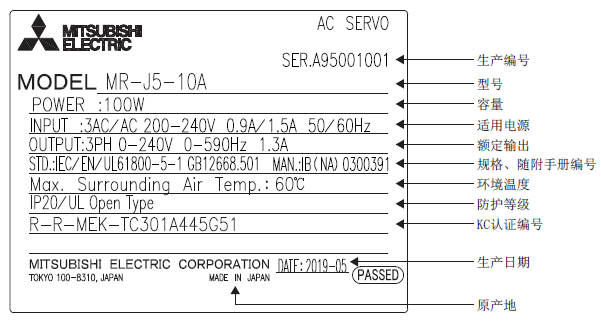 MITSUBISHI
ELECTRIC
AC SERVO
SER.A95001001
生产编号
MODEL MR-J5-10A
型号
POWER :100W
容量
INPUT :3AC/AC 200-240V 0.9A/1.5A 50/60Hz
适用电源
OUTPUT:3PH 0-240V 0-590Hz 1.3A
额定输出
STD.:IEC/EN/UL61800-5-1 GB12668.501 MAN.:IB(NA)0300391
规格、随附手册编号
Max. Surrounding Air Temp.: 60℃
环境温度
IP20/UL Open Type
防护等级
R-R-MEK-TC301A445G51
KC认证编号
MITSUBISHI ELECTRIC CORPORATION
DATE: 2019-05
生产日期
TOKYO 100-8310, JAPAN
MADE IN JAPAN
PASSED
原产地